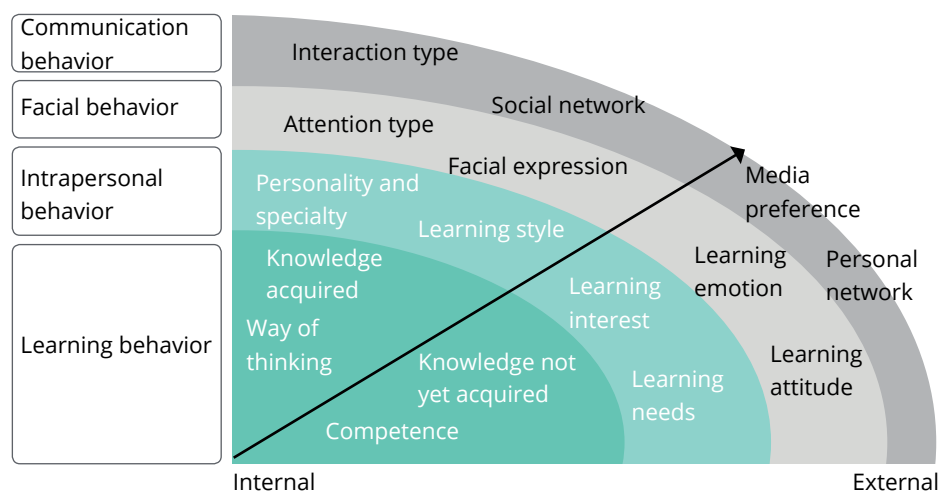 Communication
behavior
Facial behavior
Intrapersonal
behavior
Learning behavior
Interaction type
Social network
Media
preference
Personal
network
Attention type
Facial expression
Learning
emotion
Learning
attitude
Personality and
specialty
Learning style
Learning
interest
Learning
needs
Knowledge
acquired
Way of
thinking
Knowledge not
yet acquired
Competence
Internal
External